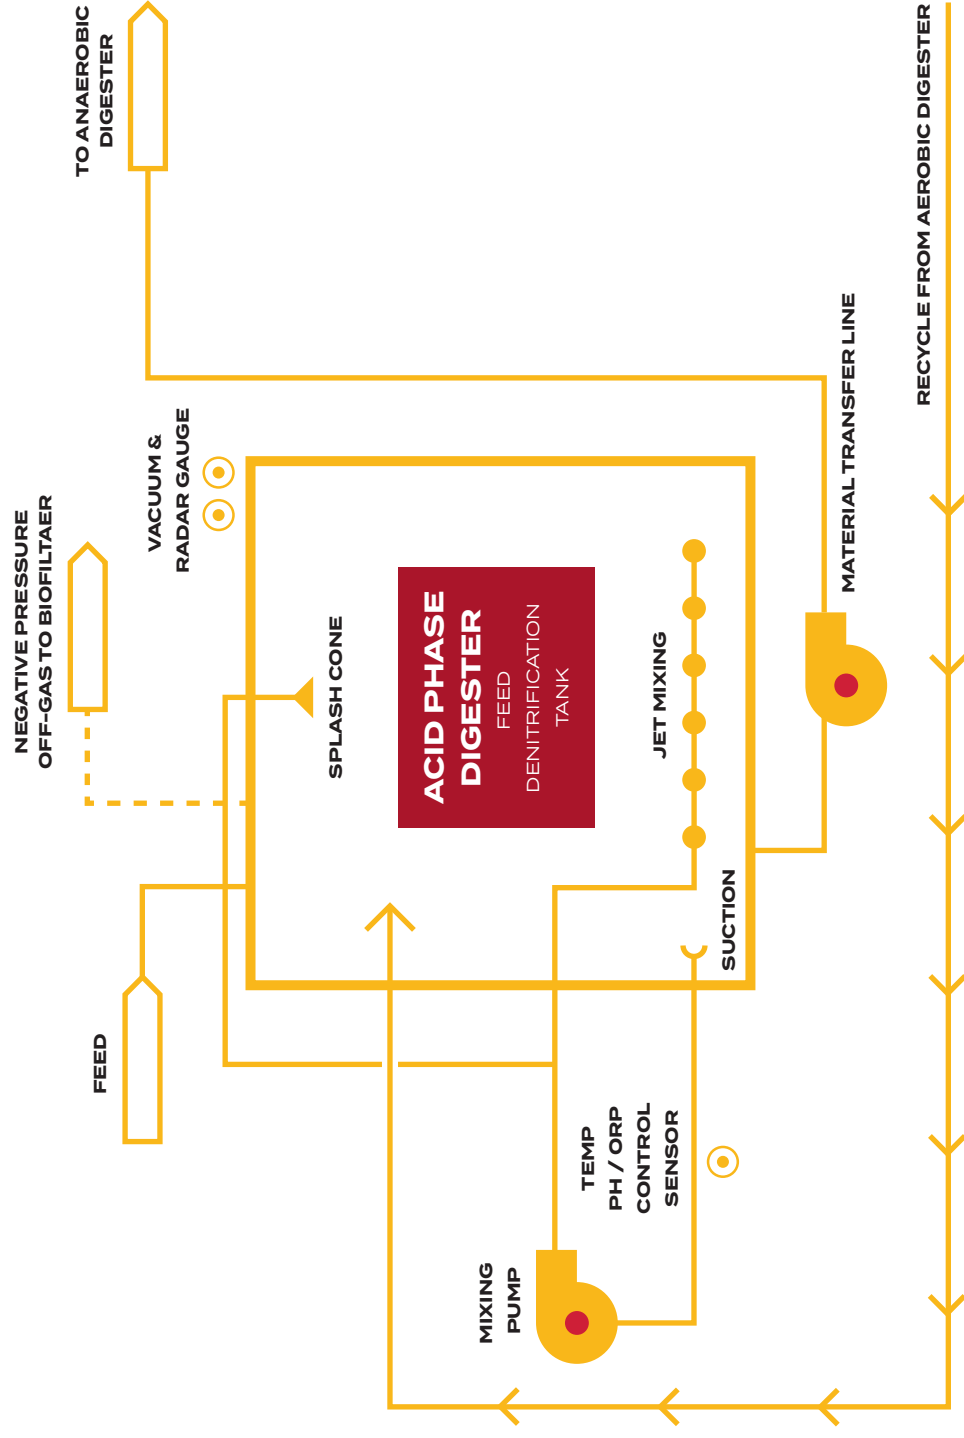 NEGATIVE PRESSURE
OFF-GAS TO BIOFILTAER
TO ANAEROBIC
DIGESTER
FEED
VACUUM &
RADAR GAUGE
SPLASH CONE
ACID PHASE
DIGESTER
FEED
DENITRIFICATION
TANK
MIXING
PUMP
TEMP
PH / ORP
CONTROL
SENSOR
JET MIXING
SUCTION
MATERIAL TRANSFER LINE
RECYCLE FROM AEROBIC DIGESTER